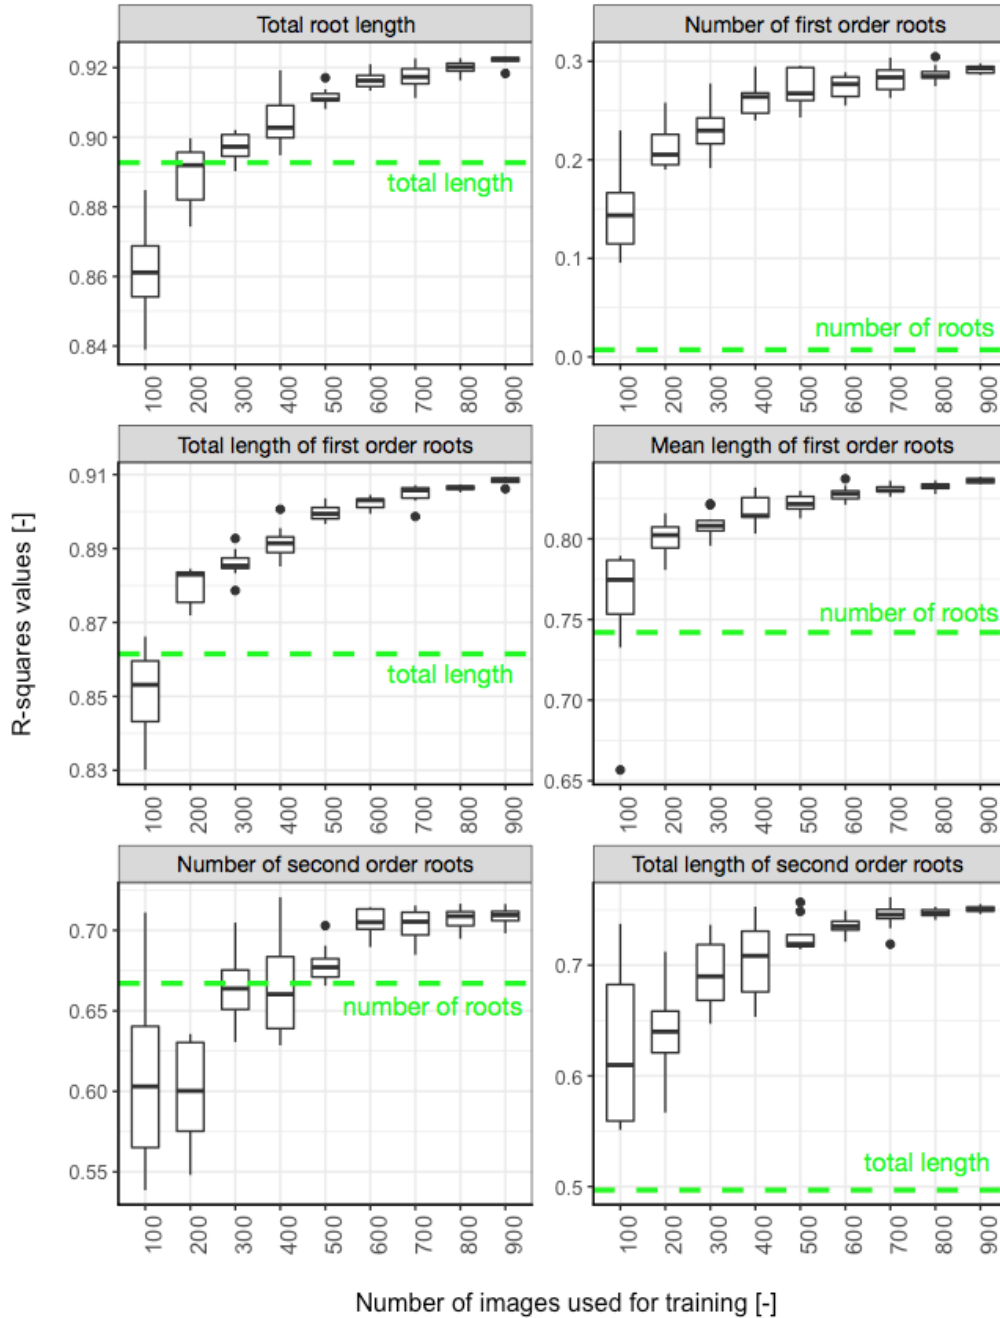 Total root length
Number of first order roots
0.92
0.90
0.88
0.86
0.84
total length
0.3
0.2
0.1
0.0
number of roots
100 200 300 400 500 600 700 800 900
100 200 300 400 500 600 700 800 900
Total length of first order roots
Mean length of first order roots
R-squares values [-]
0.91
0.89
0.87
0.85
0.83
total length
0.80
0.75
0.70
0.65
number of roots
100 200 300 400 500 600 700 800 900
100 200 300 400 500 600 700 800 900
Number of second order roots
Total length of second order roots
0.70
0.65
0.60
0.55
number of roots
0.7
0.6
0.5
total length
100 200 300 400 500 600 700 800 900
100 200 300 400 500 600 700 800 900
Number of images used for training [-]